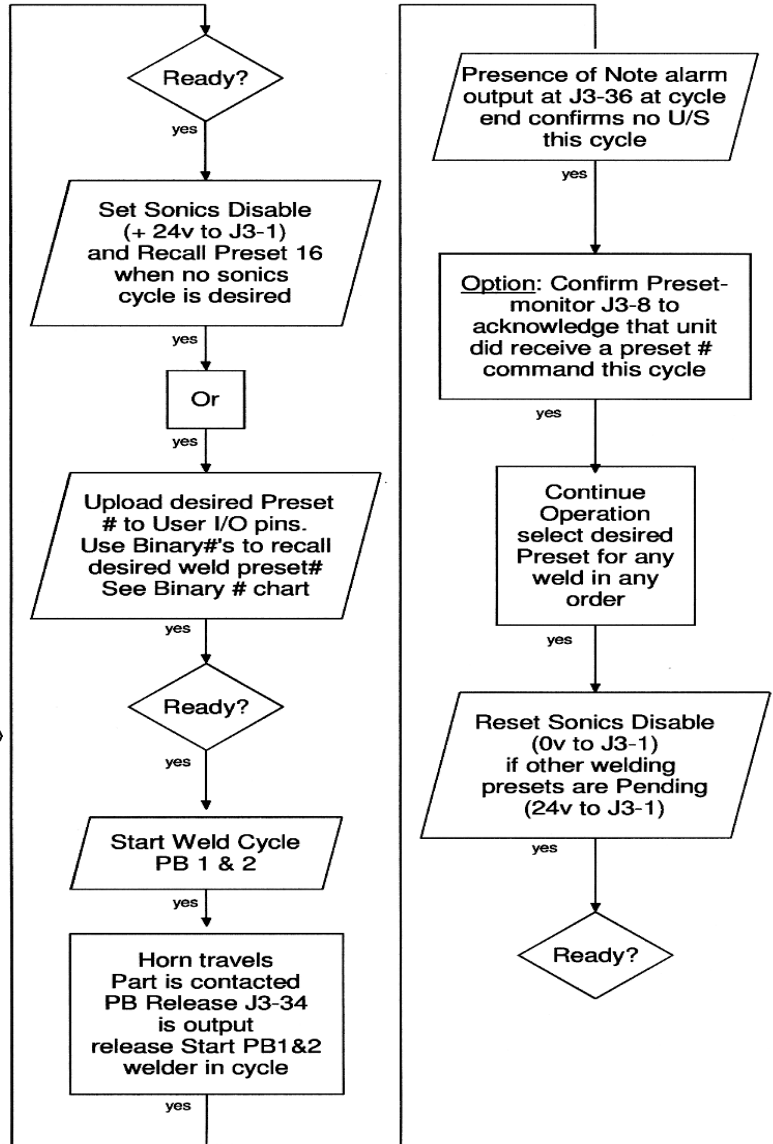 Ready?
yes
Set Sonics Disable
(+ 24v to J3-1)
and Recall Preset 16
when no sonics
cycle is desired
yes
Or
yes
Upload desired Preset
# to User I/O pins.
Use Binary#'s to recall
desired weld preset#
See Binary # chart
yes
Ready?
yes
Start Weld Cycle
PB 1 & 2
yes
Horn travels
Part is contacted
PB Release J3-34
is output
release Start PB1&2
welder in cycle
yes
Presence of Note alarm
output at J3-36 at cycle
end confirms no U/S
this cycle
yes
Option: Confirm Preset-
monitor J3-8 to
acknowledge that unit
did receive a preset #
command this cycle
yes
Continue
Operation
select desired
Preset for any
weld in any
order
yes
Reset Sonics Disable
(0v to J3-1)
if other welding
presets are Pending
(24v to J3-1)
yes
Ready?